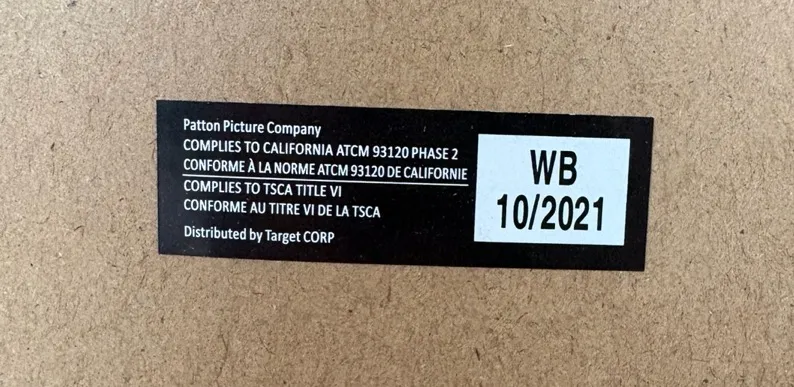 Patton Picture Company
COMPLIES TO CALIFORNIA ATCM 93120 PHASE 2
CONFORME À LA NORME ATCM 93120 DE CALIFORNIE
COMPLIES TO TSCA TITLE VI
CONFORME AU TITRE VI DE LA TSCA
Distributed by Target CORP
WB
10/2021